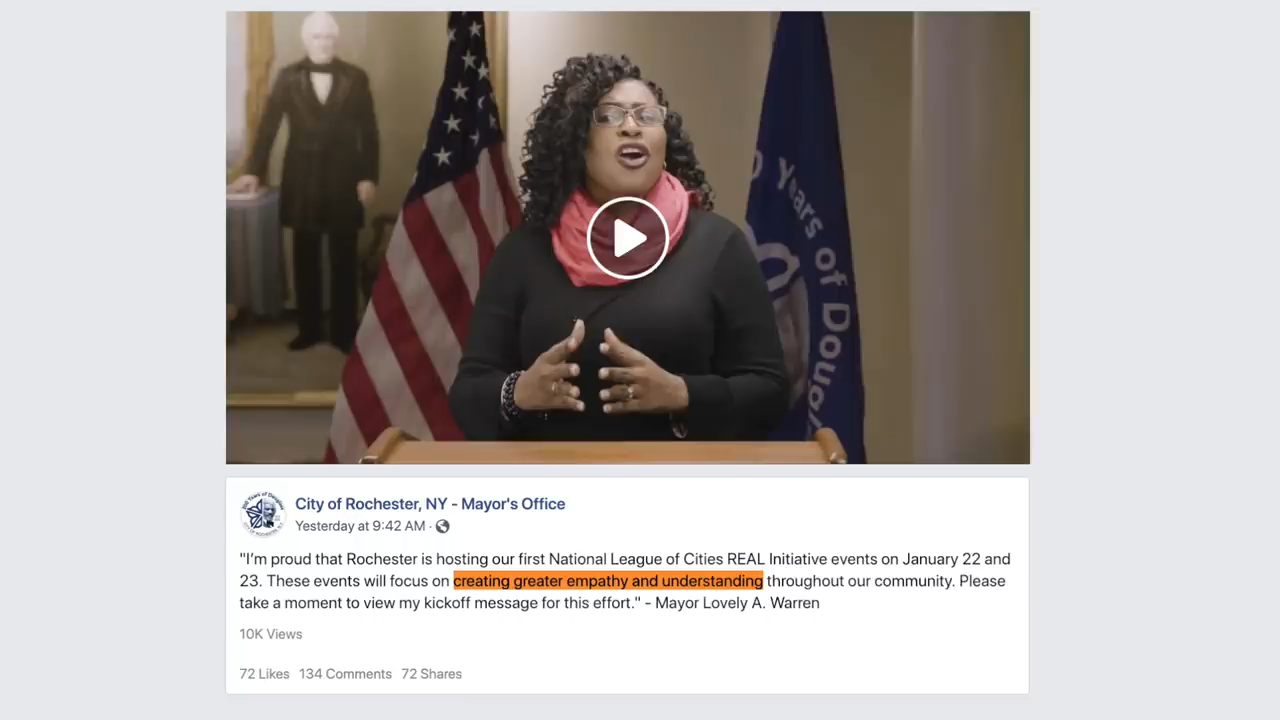 Years of Doug
City of Rochester, NY - Mayor's Office
Yesterday at 9:42 AM ·
"I'm proud that Rochester is hosting our first National League of Cities REAL Initiative events on January 22 and
23. These events will focus on creating greater empathy and understanding throughout our community. Please
take a moment to view my kickoff message for this effort." - Mayor Lovely A. Warren
10K Views
72 Likes 134 Comments 72 Shares